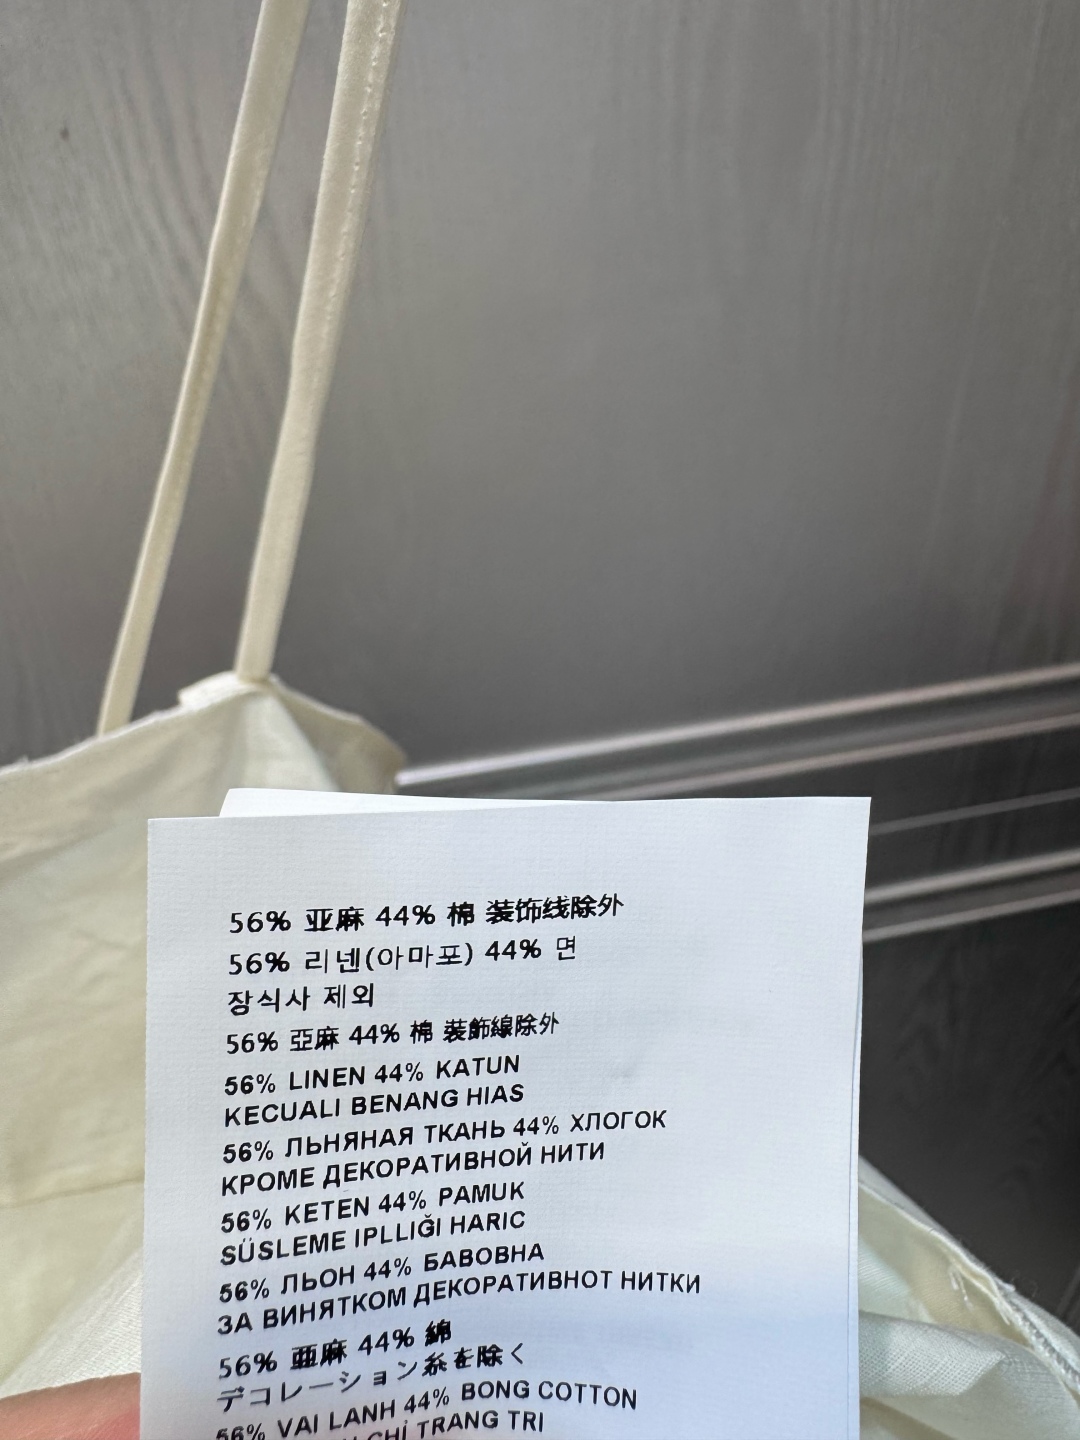 56% 亚麻 44% 棉 装饰线除外
56% 리넨(아마포) 44% 면
장식사 제외
56% 亞麻 44% 棉 裝飾線除外
56% LINEN 44% KATUN
KECUALI BENANG HIAS
56% ЛЬНЯНАЯ ТКАНЬ 44% ХЛОГОК
КРОМЕ ДЕКОРАТИВНОЙ НИТИ
56% KETEN 44% PAMUK
SÜSLEME IPLLIĞI HARIC
56% ЛЬОН 44% БАВОВНА
ЗА ВИНЯТКОМ ДЕКОРАТИВНОТ НИТКИ
56% 亜麻 44% 綿
デコレーション糸を除く
56% VAI LANH 44% BONG COTTON
CHỈ TRANG TRI